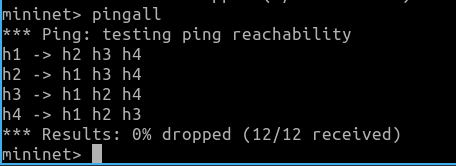 mininet> pingall
*** Ping: testing ping reachability
h1 -> h2 h3 h4
h2 -> h1 h3 h4
h3 -> h1 h2 h4
h4 -> h1 h2 h3
*** Results: 0% dropped (12/12 received)
mininet>